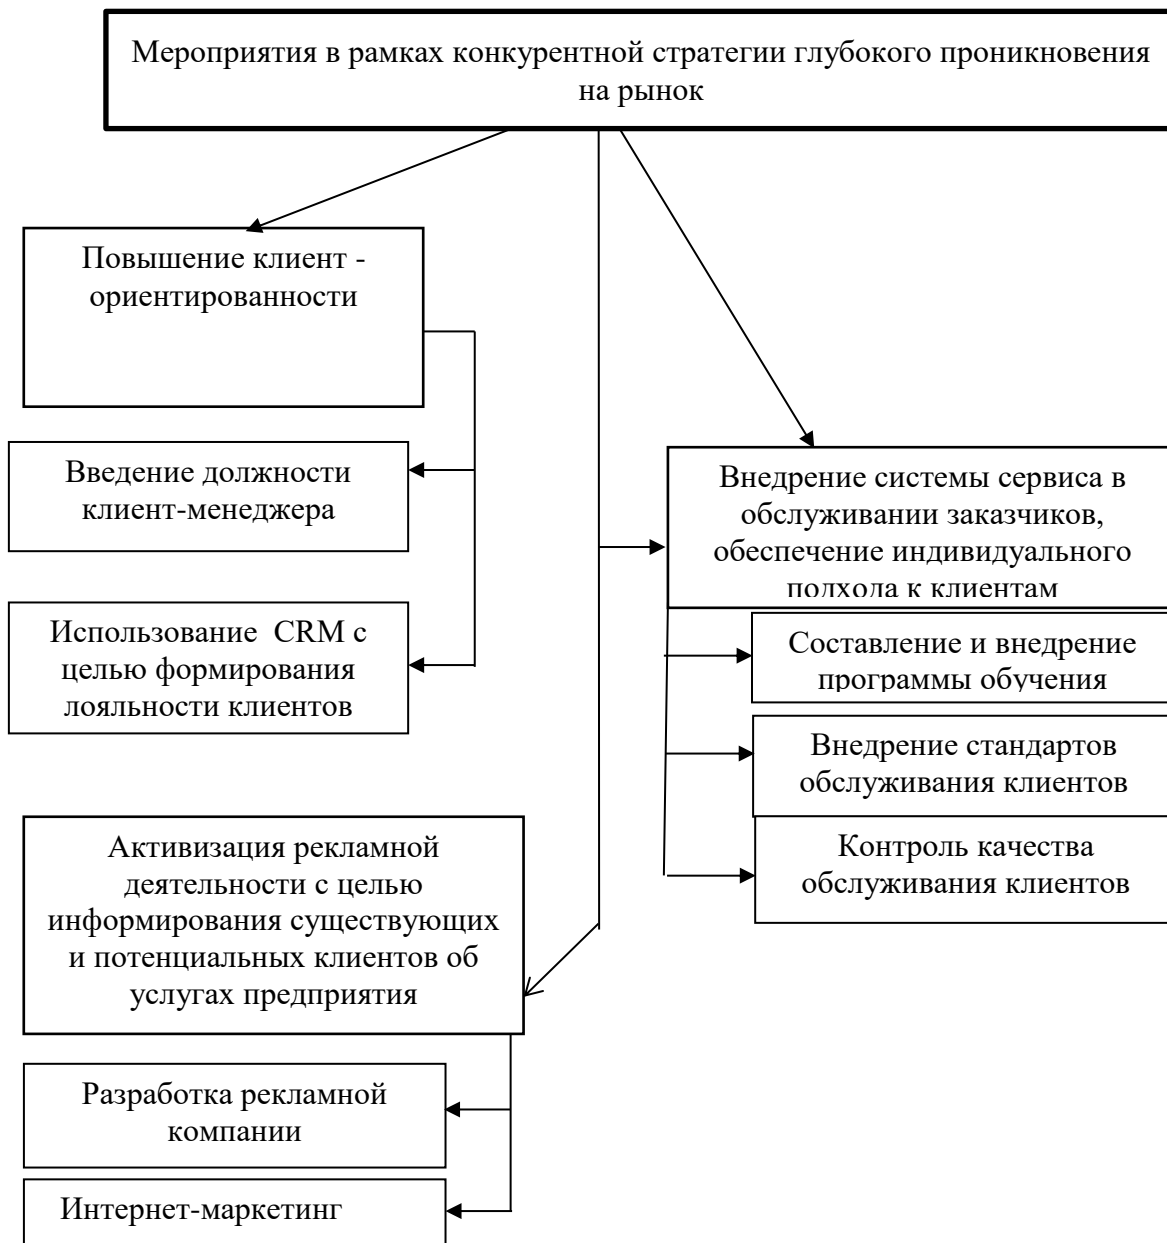 Мероприятия в рамках конкурентной стратегии глубокого проникновения
на рынок
Повышение клиент -
ориентированности
Введение должности
клиент-менеджера
Использование CRM с
целью формирования
лояльности клиентов
Внедрение системы сервиса в
обслуживании заказчиков,
обеспечение индивидуального
подхода к клиентам
Составление и внедрение
программы обучения
Внедрение стандартов
обслуживания клиентов
Контроль качества
обслуживания клиентов
Активизация рекламной
деятельности с целью
информирования существующих
и потенциальных клиентов об
услугах предприятия
Разработка рекламной
компании
Интернет-маркетинг